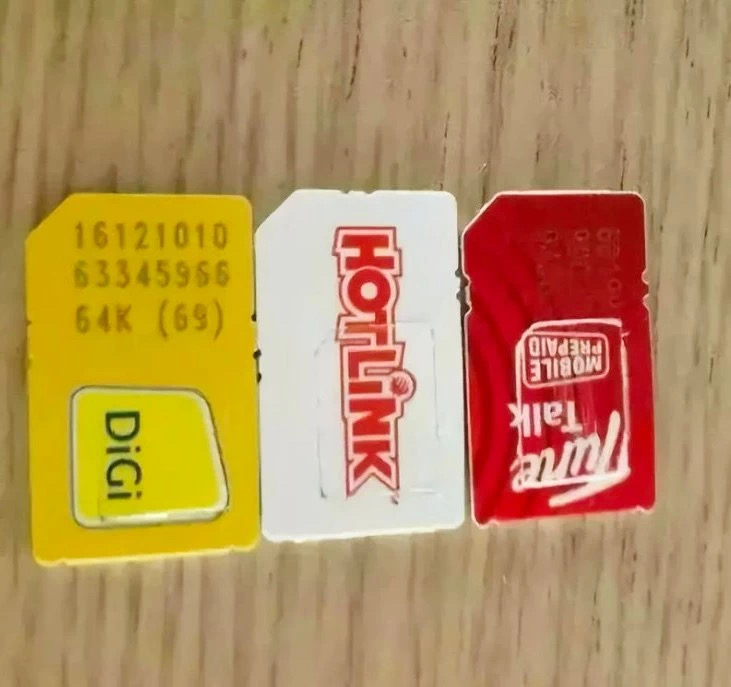 16121010
63345966
64K (69)
DiGi
HOTLINK
Tune
Talk
MOBILE
PREPAID